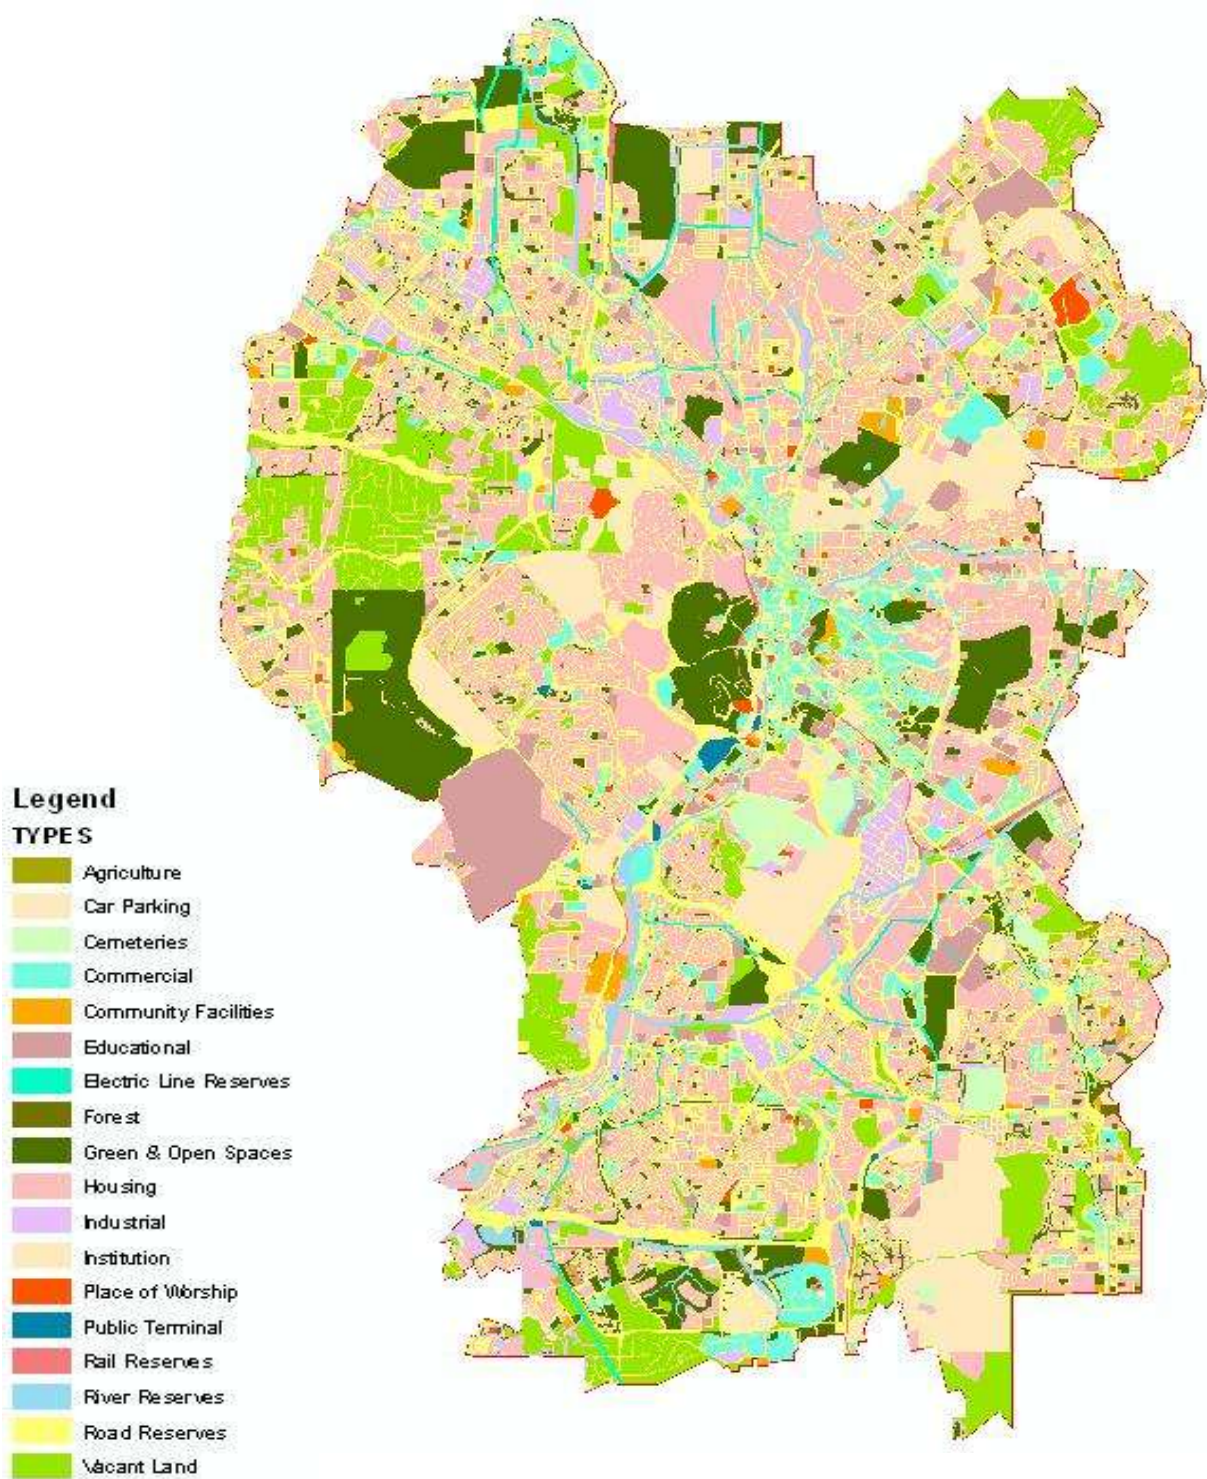 Legend
TYPES
Agriculture
Car Parking
Cemeteries
Commercial
Community Facilities
Educational
Electric Line Reserves
Forest
Green & Open Spaces
Housing
Industrial
Institution
Place of Worship
Public Terminal
Rail Reserves
River Reserves
Road Reserves
Vacant Land